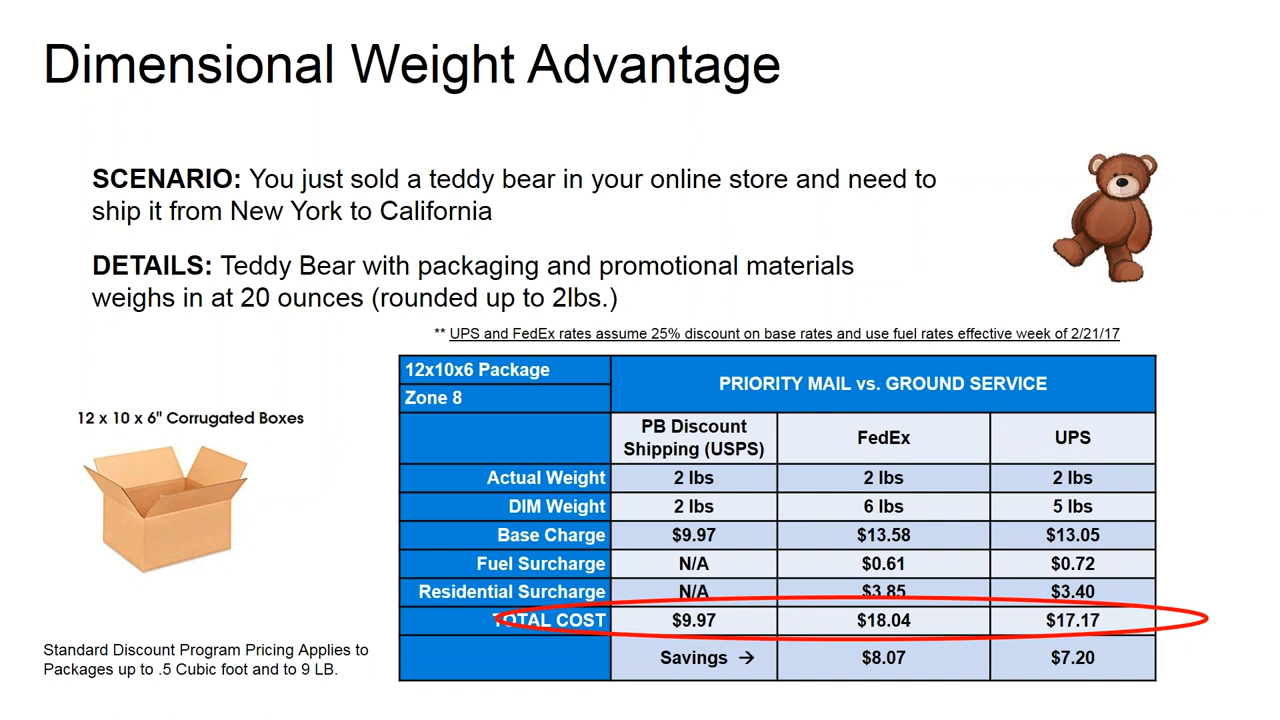 Dimensional Weight Advantage
SCENARIO: You just sold a teddy bear in your online store and need to
ship it from New York to California
DETAILS: Teddy Bear with packaging and promotional materials
weighs in at 20 ounces (rounded up to 2lbs.)
** UPS and FedEx rates assume 25% discount on base rates and use fuel rates effective week of 2/21/17
12 x 10 x 6" Corrugated Boxes
12x10x6 Package
Zone 8
PRIORITY MAIL vs. GROUND SERVICE
PB Discount
Shipping (USPS)
FedEx
UPS
Actual Weight 2 lbs 2 lbs 2 lbs
DIM Weight 2 lbs 6 lbs 5 lbs
Base Charge $9.97 $13.58 $13.05
Fuel Surcharge N/A $0.61 $0.72
Residential Surcharge N/A $3.85 $3.40
TOTAL COST $9.97 $18.04 $17.17
Savings → $8.07 $7.20
Standard Discount Program Pricing Applies to
Packages up to .5 Cubic foot and to 9 LB.